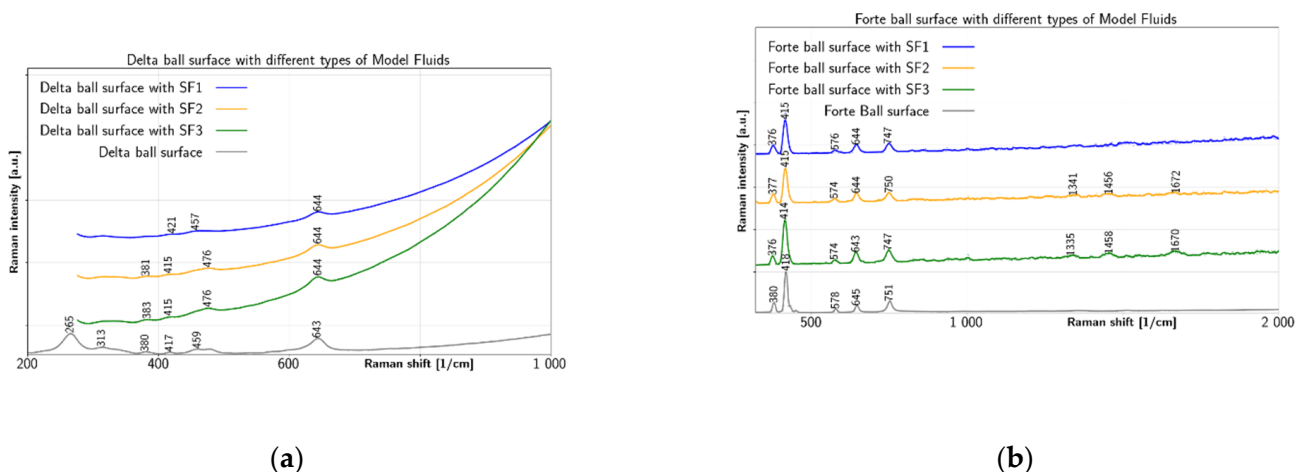 Delta ball surface with different types of Model Fluids
Delta ball surface with SF1
Delta ball surface with SF2
Delta ball surface with SF3
Delta ball surface
Raman intensity [a.u.]
421 457 644
381 415 476 644
383 415 476 644
265 313 380 417 459 643
200 400 600 1 000
Raman shift [1/cm]
(a)
Forte ball surface with different types of Model Fluids
Forte ball surface with SF1
Forte ball surface with SF2
Forte ball surface with SF3
Forte Ball surface
Raman intensity [a.u.]
376 415 576 644 747
377 415 574 644 750 1341 1456 1672
376 414 574 643 747 1335 1458 1670
380 418 578 645 751
500 1 000 2 000
Raman shift [1/cm]
(b)